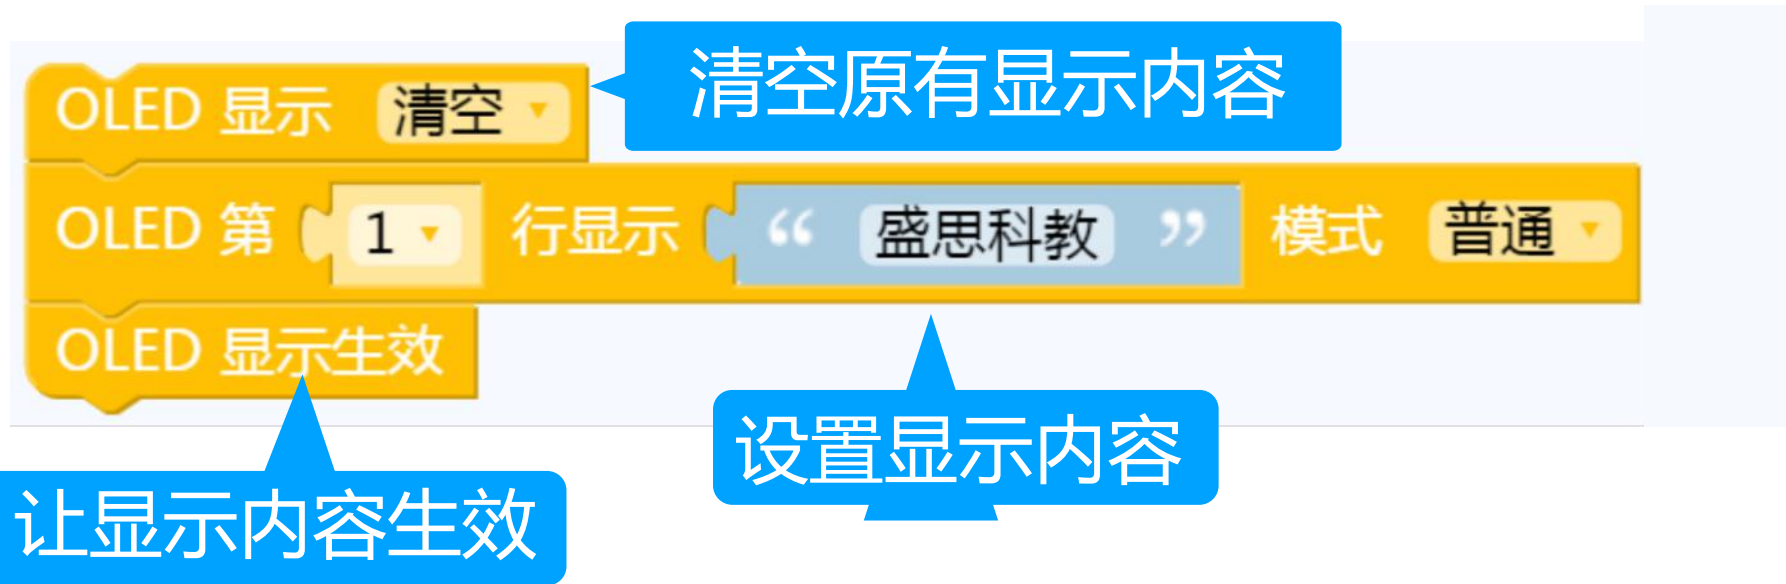 OLED 显示 清空
清空原有显示内容
OLED 第 1 行显示 “ 盛思科教 ” 模式 普通
OLED 显示生效
设置显示内容
让显示内容生效